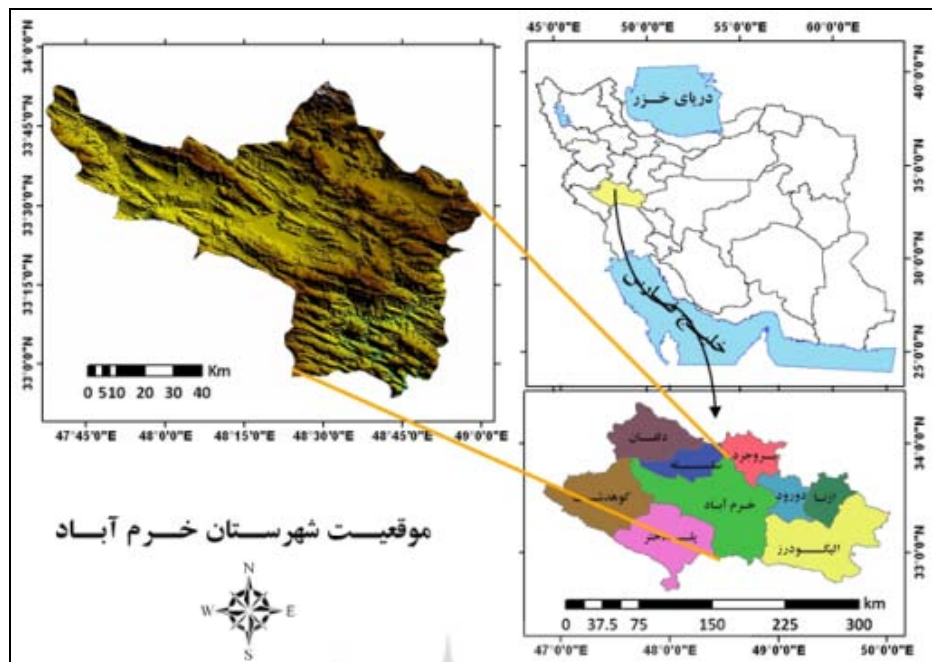 45°0'0"E 50°0'0"E 55°0'0"E 60°0'0"E
34°0'0"N
33°45'0"N
33°30'0"N
33°15'0"N
33°0'0"N
0 5 10 20 30 40 Km
47°45'0"E 48°0'0"E 48°15'0"E 48°30'0"E 48°45'0"E 49°0'0"E
دریای خزر
40°0'0"N
35°0'0"N
30°0'0"N
25°0'0"N
دلفان
بروجرد
کوهدشت
خرم آباد
دورود
ازنا
الیگودرز
34°0'0"N
33°0'0"N
0 37.5 75 150 225 300 km
47°0'0"E 48°0'0"E 49°0'0"E 50°0'0"E
موقعیت شهرستان خرم آباد
N
W E
S